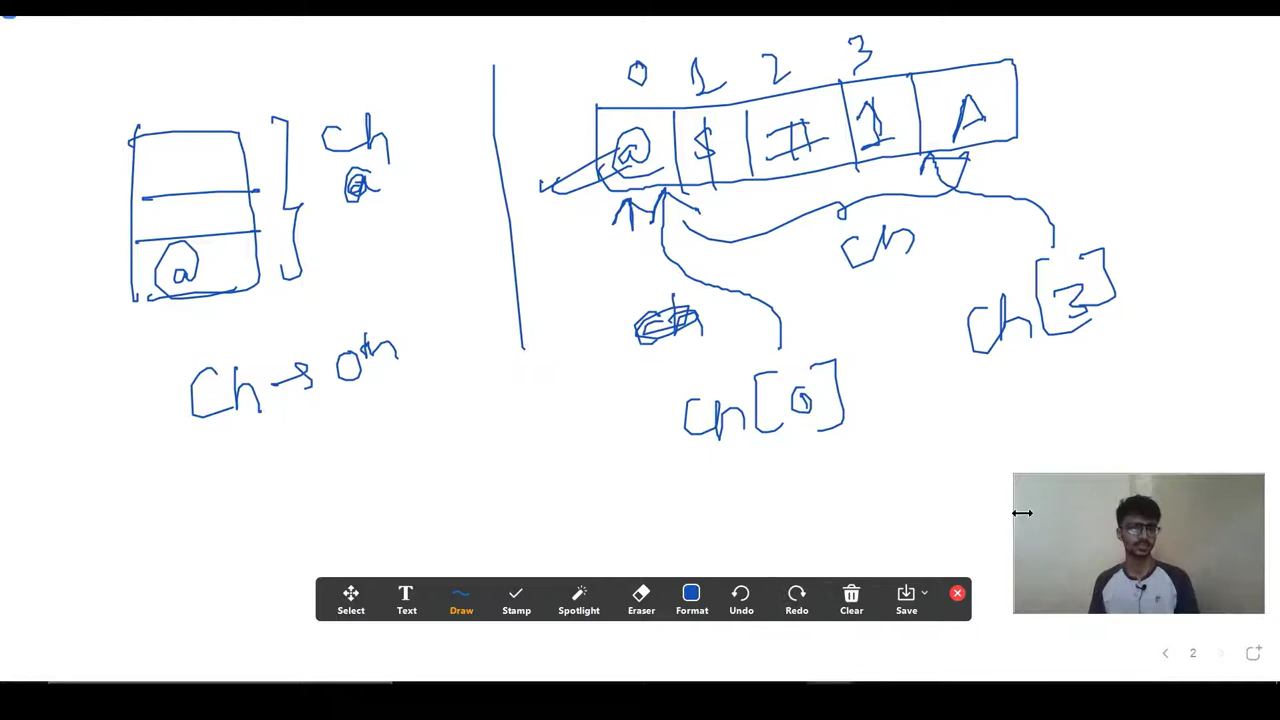 0 1 2 3
@ $ # 1 A
ch
@
@
ch
ch[3]
ch
Ch → 0th
ch[0]
Select Text Draw Stamp Spotlight Eraser Format Undo Redo Clear Save
2